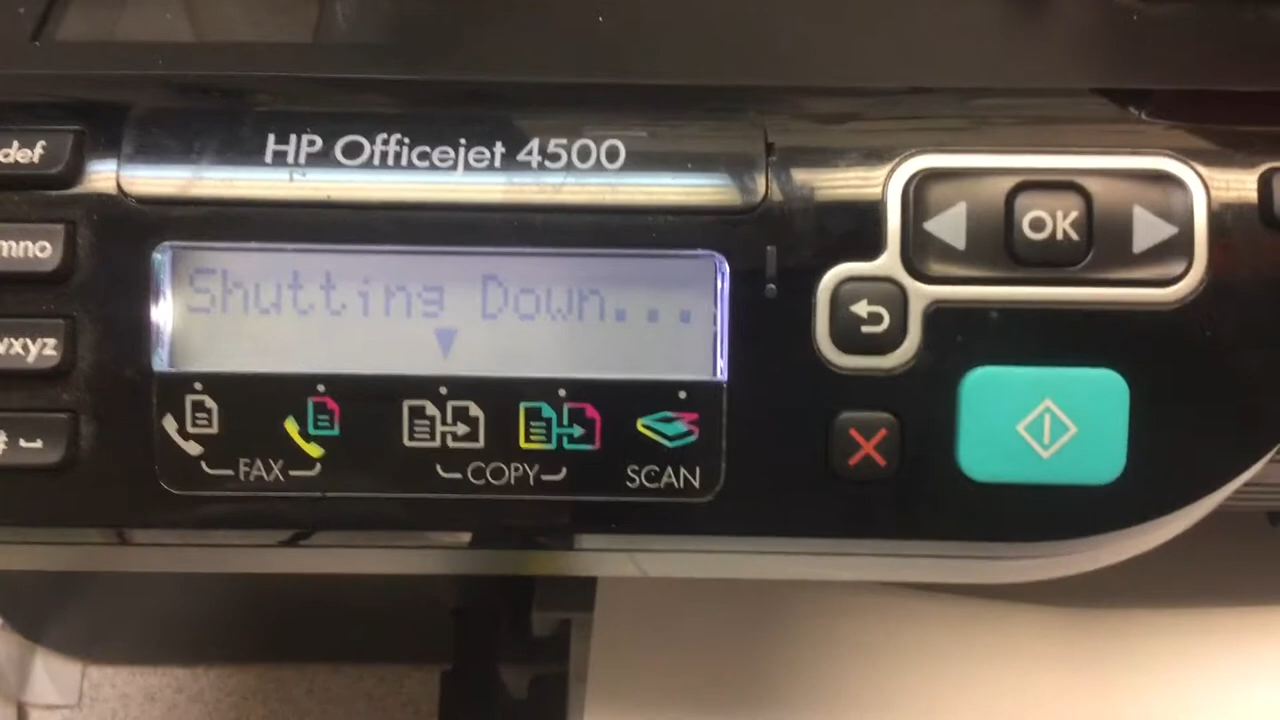 def
HP Officejet 4500
OK
mno
Shutting Down...
wxyz
#
FAX
COPY
SCAN